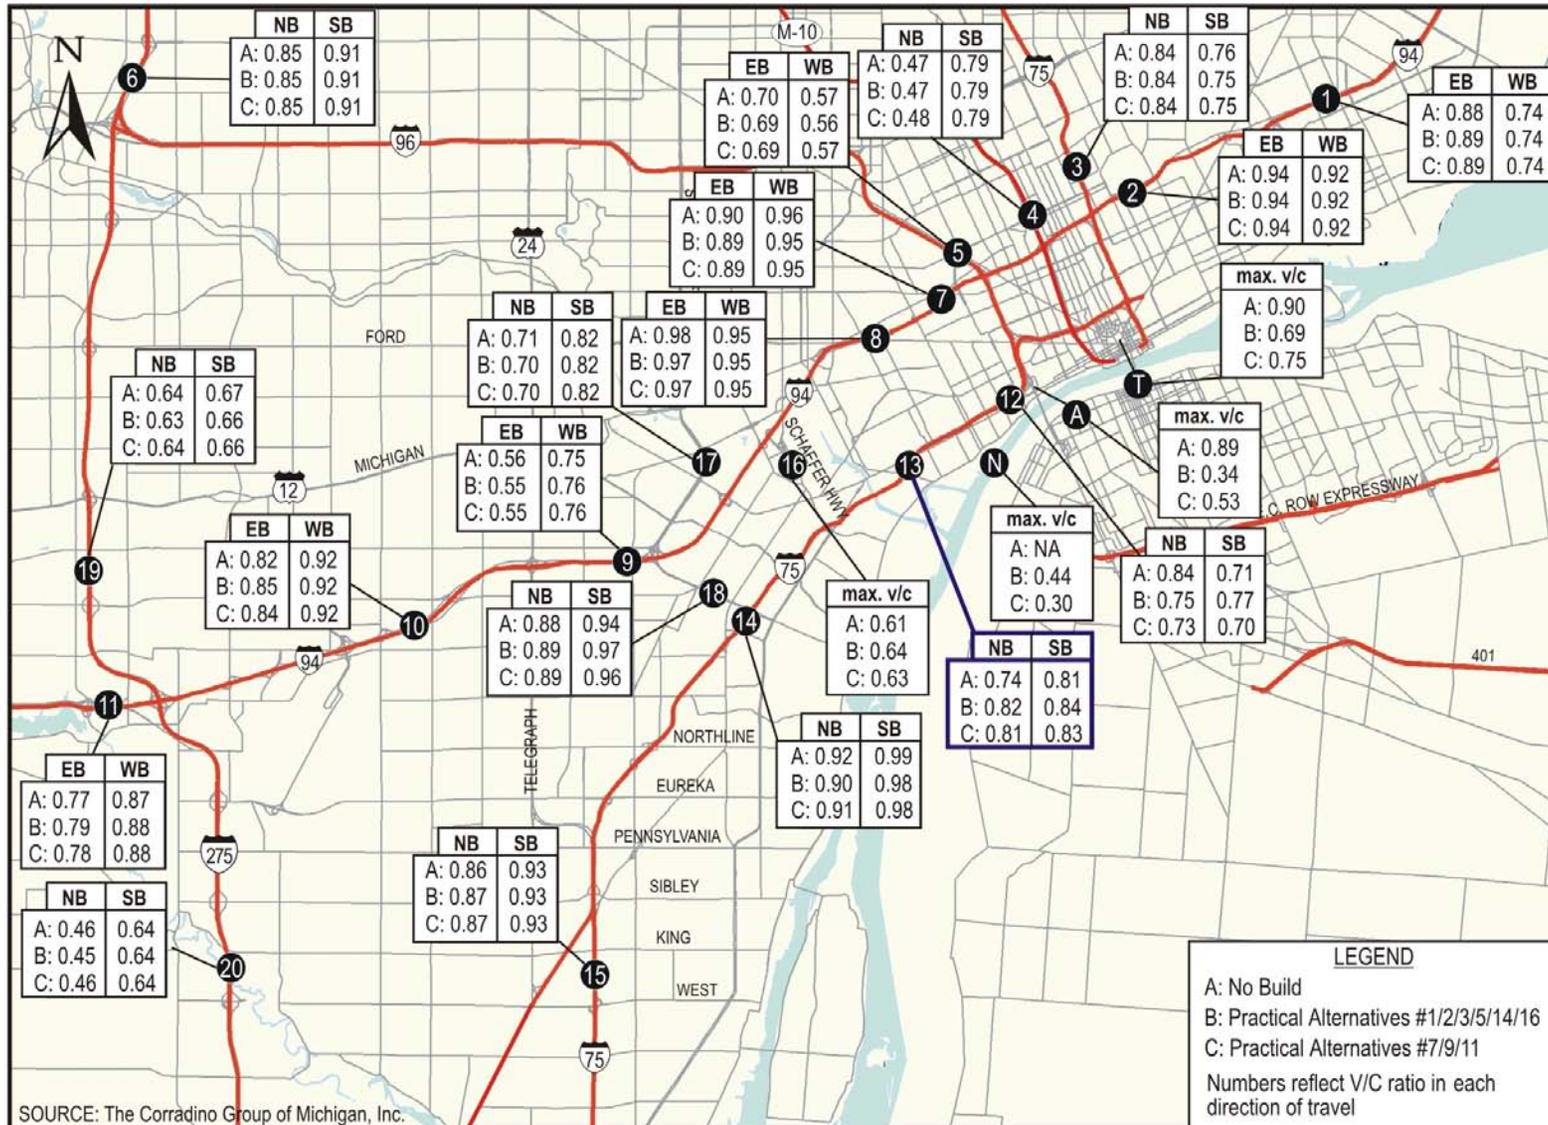 N
6
NB SB
A: 0.85 0.91
B: 0.85 0.91
C: 0.85 0.91
96
M-10
EB WB
A: 0.70 0.57
B: 0.69 0.56
C: 0.69 0.57
NB SB
A: 0.47 0.79
B: 0.47 0.79
C: 0.48 0.79
75
NB SB
A: 0.84 0.76
B: 0.84 0.75
C: 0.84 0.75
94
1
EB WB
A: 0.88 0.74
B: 0.89 0.74
C: 0.89 0.74
3
2
EB WB
A: 0.94 0.92
B: 0.94 0.92
C: 0.94 0.92
4
5
EB WB
A: 0.90 0.96
B: 0.89 0.95
C: 0.89 0.95
24
7
8
max. v/c
A: 0.90
B: 0.69
C: 0.75
NB SB
A: 0.71 0.82
B: 0.70 0.82
C: 0.70 0.82
EB WB
A: 0.98 0.95
B: 0.97 0.95
C: 0.97 0.95
FORD
NB SB
A: 0.64 0.67
B: 0.63 0.66
C: 0.64 0.66
94
T
12
A
max. v/c
A: 0.89
B: 0.34
C: 0.53
EB WB
A: 0.56 0.75
B: 0.55 0.76
C: 0.55 0.76
SCHAFFER HWY
MICHIGAN
12
17
16
13
N
.C. ROW EXPRESSWAY
max. v/c
A: NA
B: 0.44
C: 0.30
NB SB
A: 0.84 0.71
B: 0.75 0.77
C: 0.73 0.70
EB WB
A: 0.82 0.92
B: 0.85 0.92
C: 0.84 0.92
19
9
75
10
94
NB SB
A: 0.88 0.94
B: 0.89 0.97
C: 0.89 0.96
18
14
max. v/c
A: 0.61
B: 0.64
C: 0.63
NB SB
A: 0.74 0.81
B: 0.82 0.84
C: 0.81 0.83
401
11
TELEGRAPH
NORTHLINE
EUREKA
PENNSYLVANIA
SIBLEY
KING
WEST
NB SB
A: 0.92 0.99
B: 0.90 0.98
C: 0.91 0.98
EB WB
A: 0.77 0.87
B: 0.79 0.88
C: 0.78 0.88
275
NB SB
A: 0.86 0.93
B: 0.87 0.93
C: 0.87 0.93
NB SB
A: 0.46 0.64
B: 0.45 0.64
C: 0.46 0.64
20
15
75
LEGEND
A: No Build
B: Practical Alternatives #1/2/3/5/14/16
C: Practical Alternatives #7/9/11
Numbers reflect V/C ratio in each
direction of travel
SOURCE: The Corradino Group of Michigan, Inc.